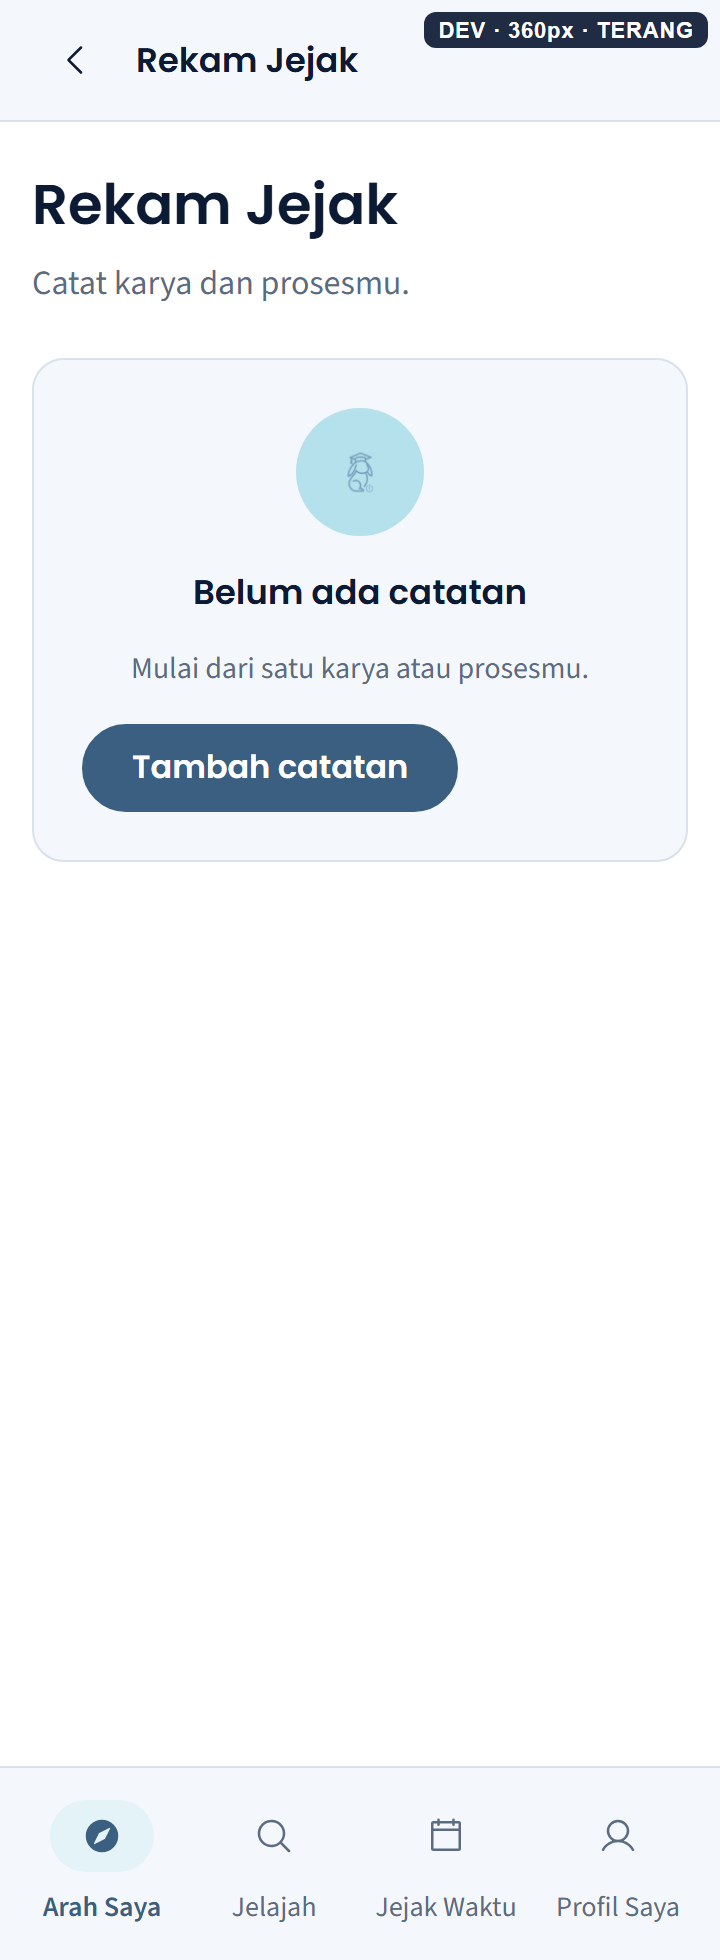 DEV · 360px · TERANG
Rekam Jejak
Rekam Jejak
Catat karya dan prosesmu.
Belum ada catatan
Mulai dari satu karya atau prosesmu.
Tambah catatan
Arah Saya
Jelajah
Jejak Waktu
Profil Saya